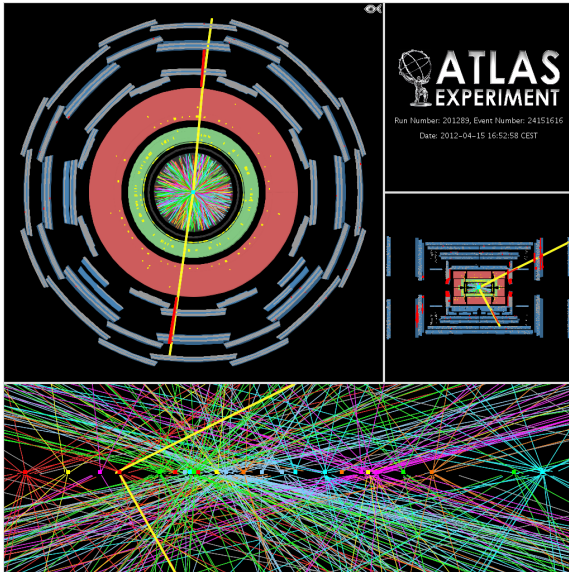 ATLAS
EXPERIMENT
Run Number: 201289, Event Number: 24151616
Date: 2012-04-15 16:52:58 CEST